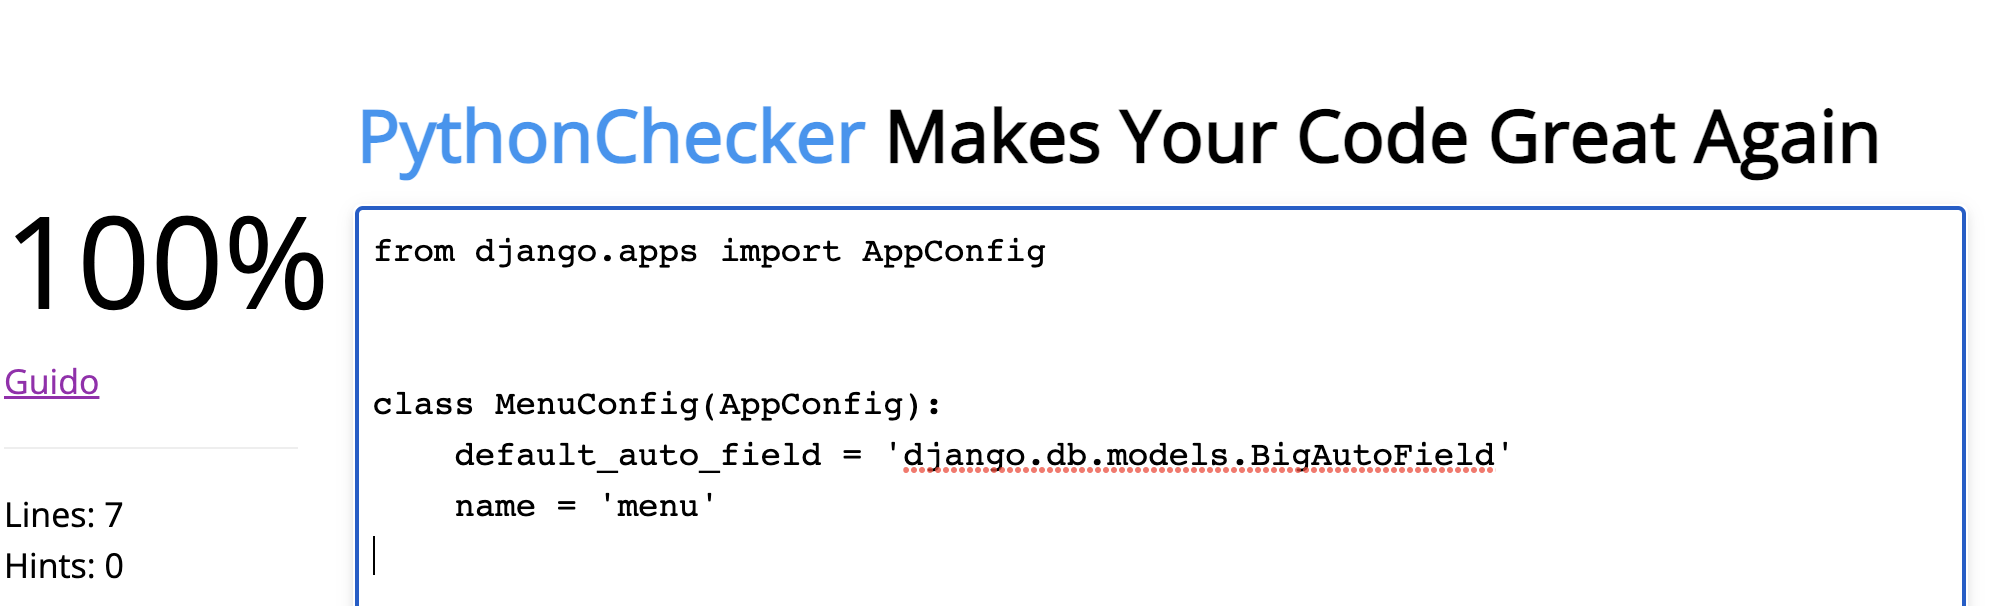 PythonChecker Makes Your Code Great Again
100%
Guido
Lines: 7
Hints: 0
from django.apps import AppConfig
class MenuConfig(AppConfig):
    default_auto_field = 'django.db.models.BigAutoField'
    name = 'menu'